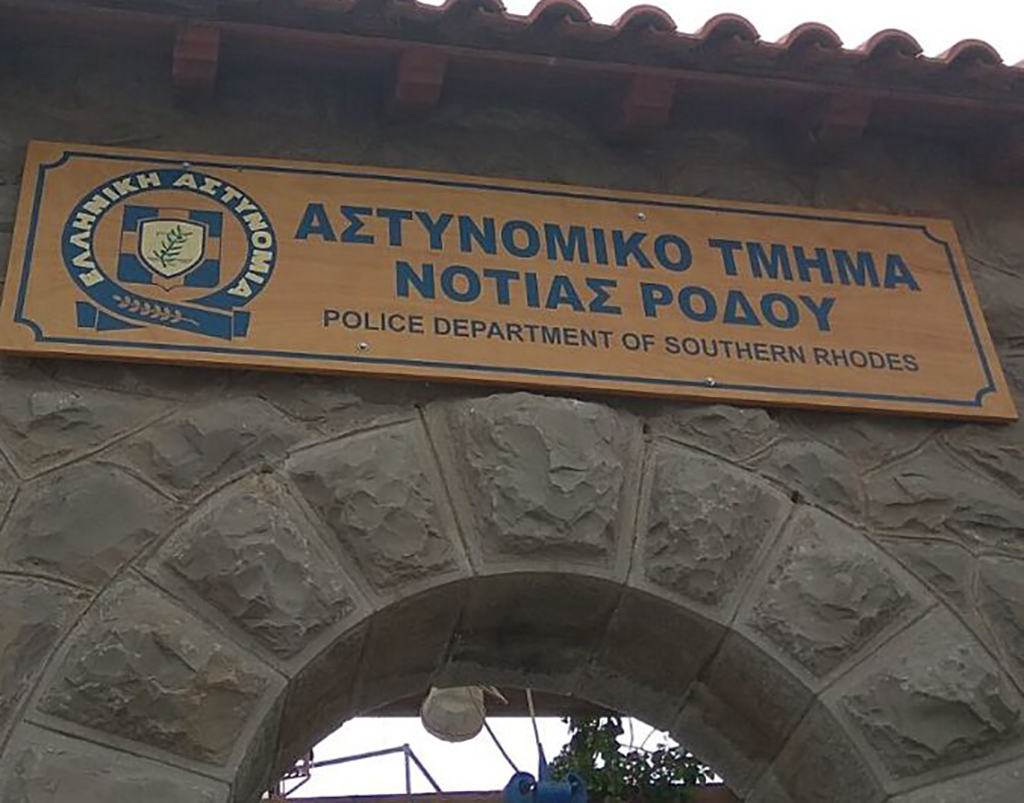 ΕΛΛΗΝΙΚΗ ΑΣΤΥΝΟΜΙΑ
ΑΣΤΥΝΟΜΙΚΟ ΤΜΗΜΑ
ΝΟΤΙΑΣ ΡΟΔΟΥ
POLICE DEPARTMENT OF SOUTHERN RHODES